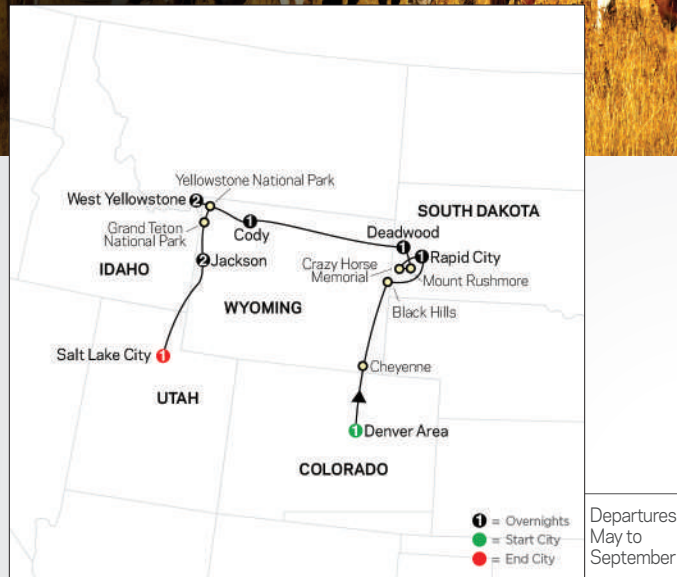 Yellowstone National Park
West Yellowstone 2
Grand Teton
National Park
1
Cody
SOUTH DAKOTA
Deadwood
1
1 Rapid City
IDAHO
2 Jackson
Crazy Horse
Memorial
Mount Rushmore
WYOMING
Black Hills
Salt Lake City 1
Cheyenne
UTAH
1 Denver Area
COLORADO
1 = Overnights
= Start City
= End City
Departures
May to
September